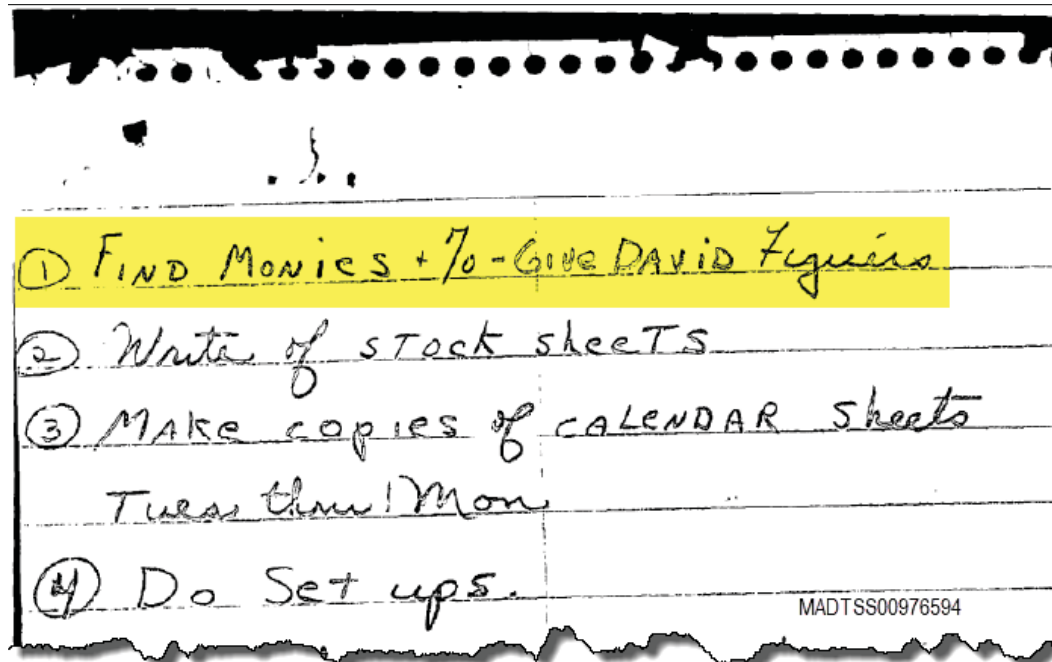 ① FIND MONIES + % - GIVE DAVID Figures
② Write of STOCK sheeTS
③ MAKE copies of CALENDAR Sheets
Tues thru Mon
④ Do Set ups.
MADTSS00976594